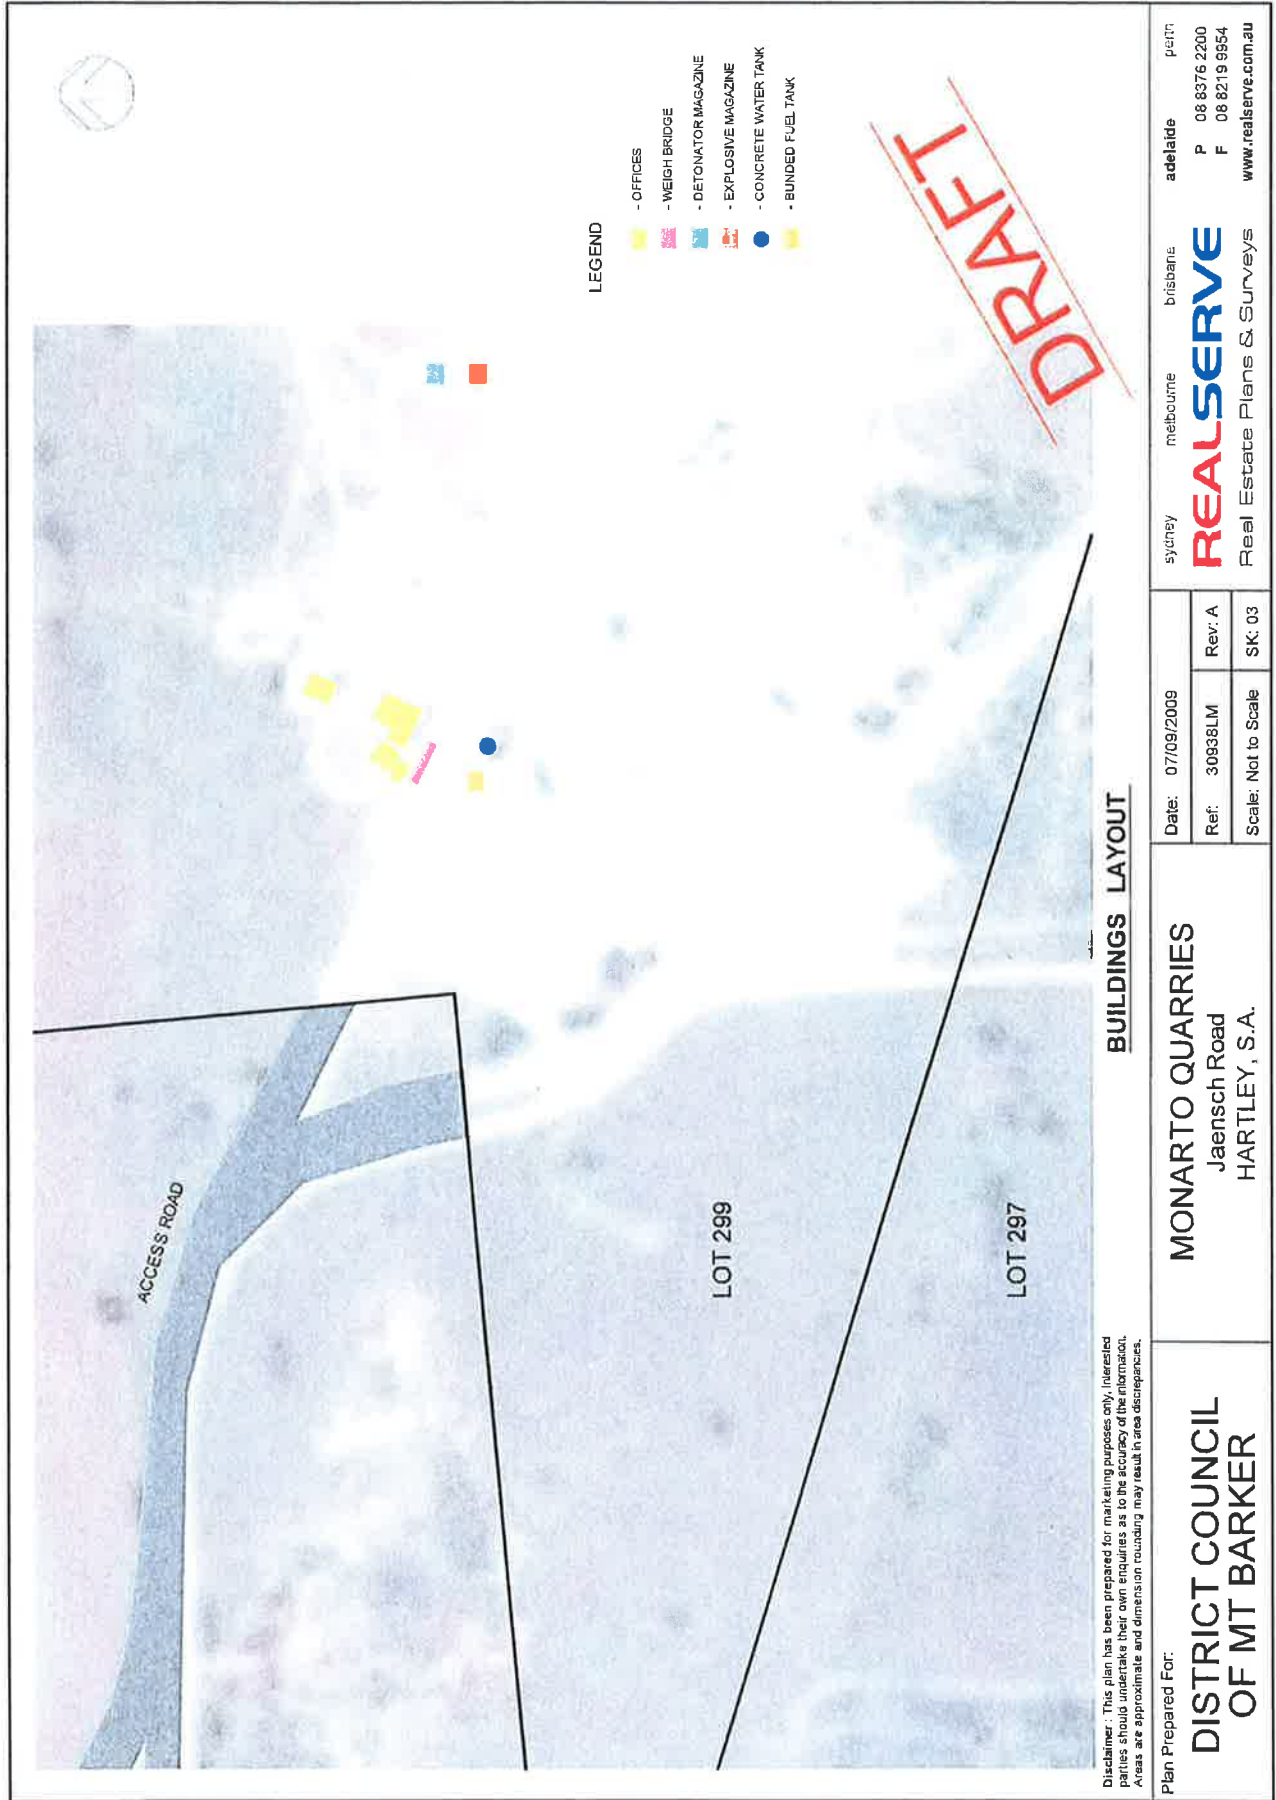 LEGEND
- OFFICES
- WEIGH BRIDGE
- DETONATOR MAGAZINE
- EXPLOSIVE MAGAZINE
- CONCRETE WATER TANK
- BUNDED FUEL TANK
DRAFT
ACCESS ROAD
LOT 299
LOT 297
BUILDINGS LAYOUT
Disclaimer : This plan has been prepared for marketing purposes only, Interested
parties should undertake their own enquiries as to the accuracy of the information.
Areas are approximate and dimension rounding may result in area discrepancies.
Plan Prepared For:
DISTRICT COUNCIL
OF MT BARKER
MONARTO QUARRIES
Jaensch Road
HARTLEY, S.A.
Date: 07/09/2009
Ref: 30938LM Rev: A
Scale: Not to Scale SK: 03
sydney melbourne brisbane adelaide perth
REALSERVE
Real Estate Plans & Surveys
P 08 8376 2200
F 08 8219 9954
www.realserve.com.au